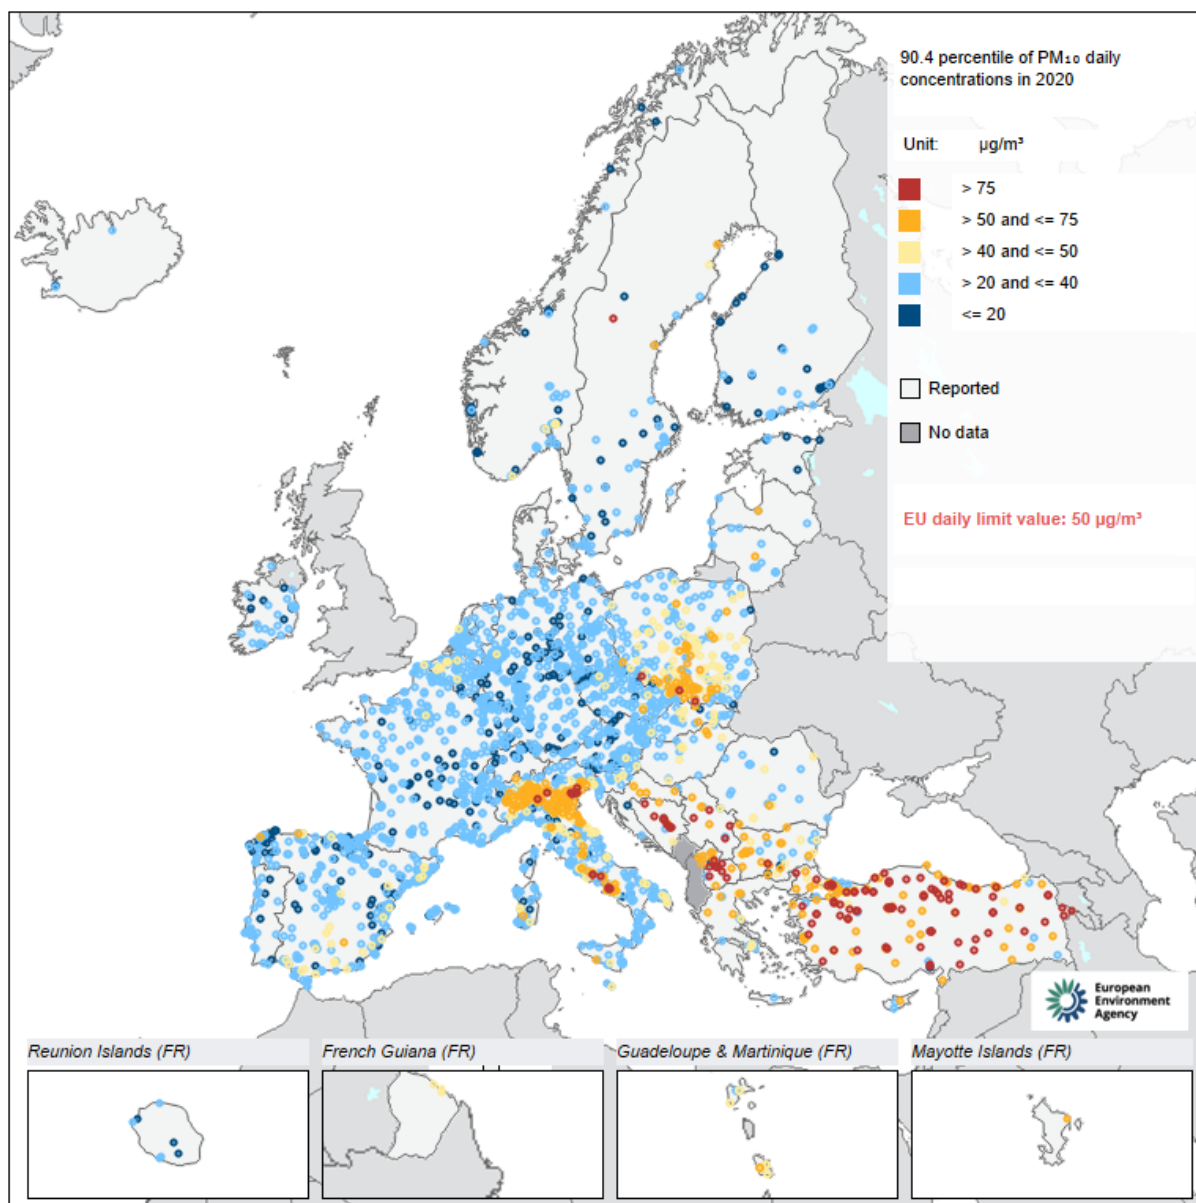 90.4 percentile of PM₁₀ daily
concentrations in 2020
Unit: µg/m³
> 75
> 50 and <= 75
> 40 and <= 50
> 20 and <= 40
<= 20
Reported
No data
EU daily limit value: 50 µg/m³
European
Environment
Agency
Reunion Islands (FR)
French Guiana (FR)
Guadeloupe & Martinique (FR)
Mayotte Islands (FR)